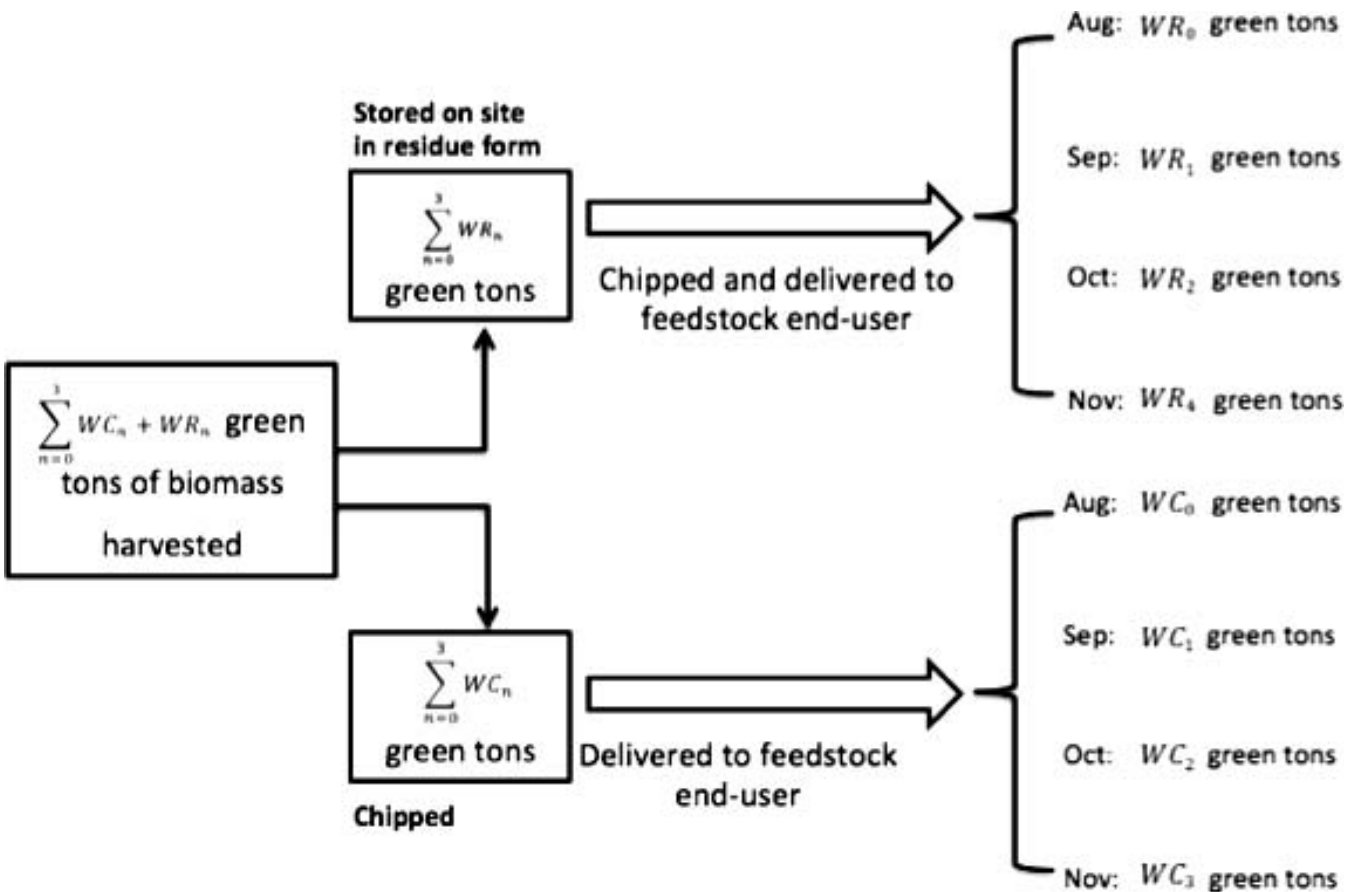 Aug: WR₀ green tons
Stored on site
in residue form
Sep: WR₁ green tons
3
∑ WRₙ
n=0
green tons
Chipped and delivered to
feedstock end-user
Oct: WR₂ green tons
Nov: WR₄ green tons
3
∑ WCₙ + WRₙ green
n=0
tons of biomass
harvested
Aug: WC₀ green tons
Sep: WC₁ green tons
3
∑ WCₙ
n=0
green tons
Delivered to feedstock
end-user
Chipped
Oct: WC₂ green tons
Nov: WC₃ green tons